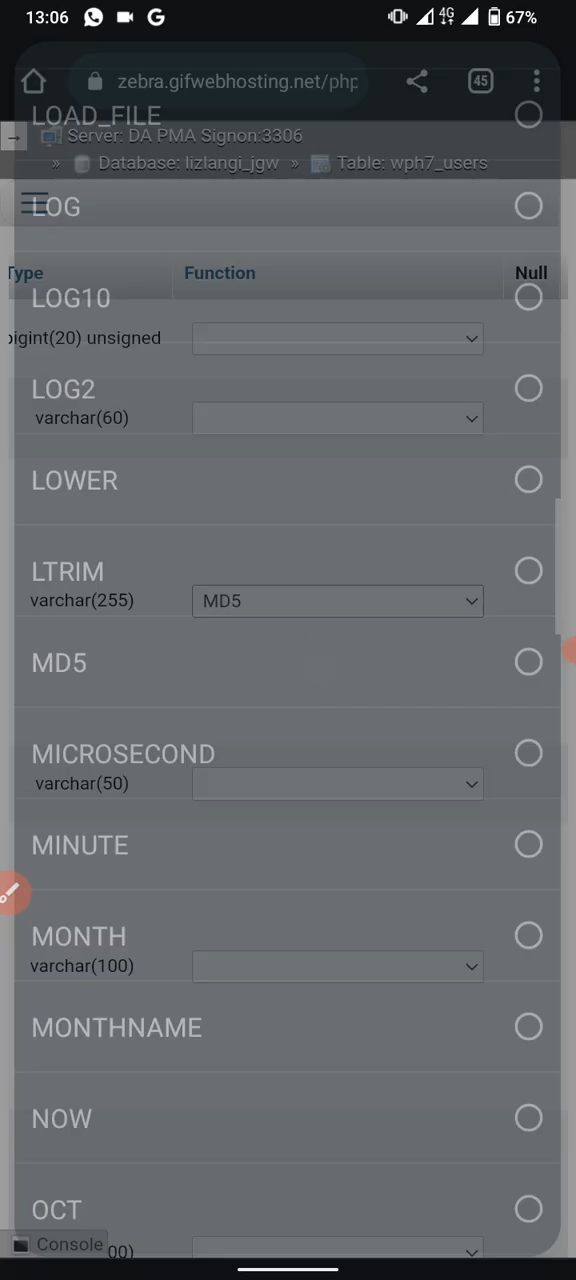 13:06
4G
67%
zebra.gifwebhosting.net/php
45
LOAD_FILE
Server: DA PMA Signon:3306
» Database: lizlangi_jgw » Table: wph7_users
LOG
Type Function Null
LOG10
bigint(20) unsigned
LOG2
varchar(60)
LOWER
LTRIM
varchar(255) MD5
MD5
MICROSECOND
varchar(50)
MINUTE
MONTH
varchar(100)
MONTHNAME
NOW
OCT
Console
00)